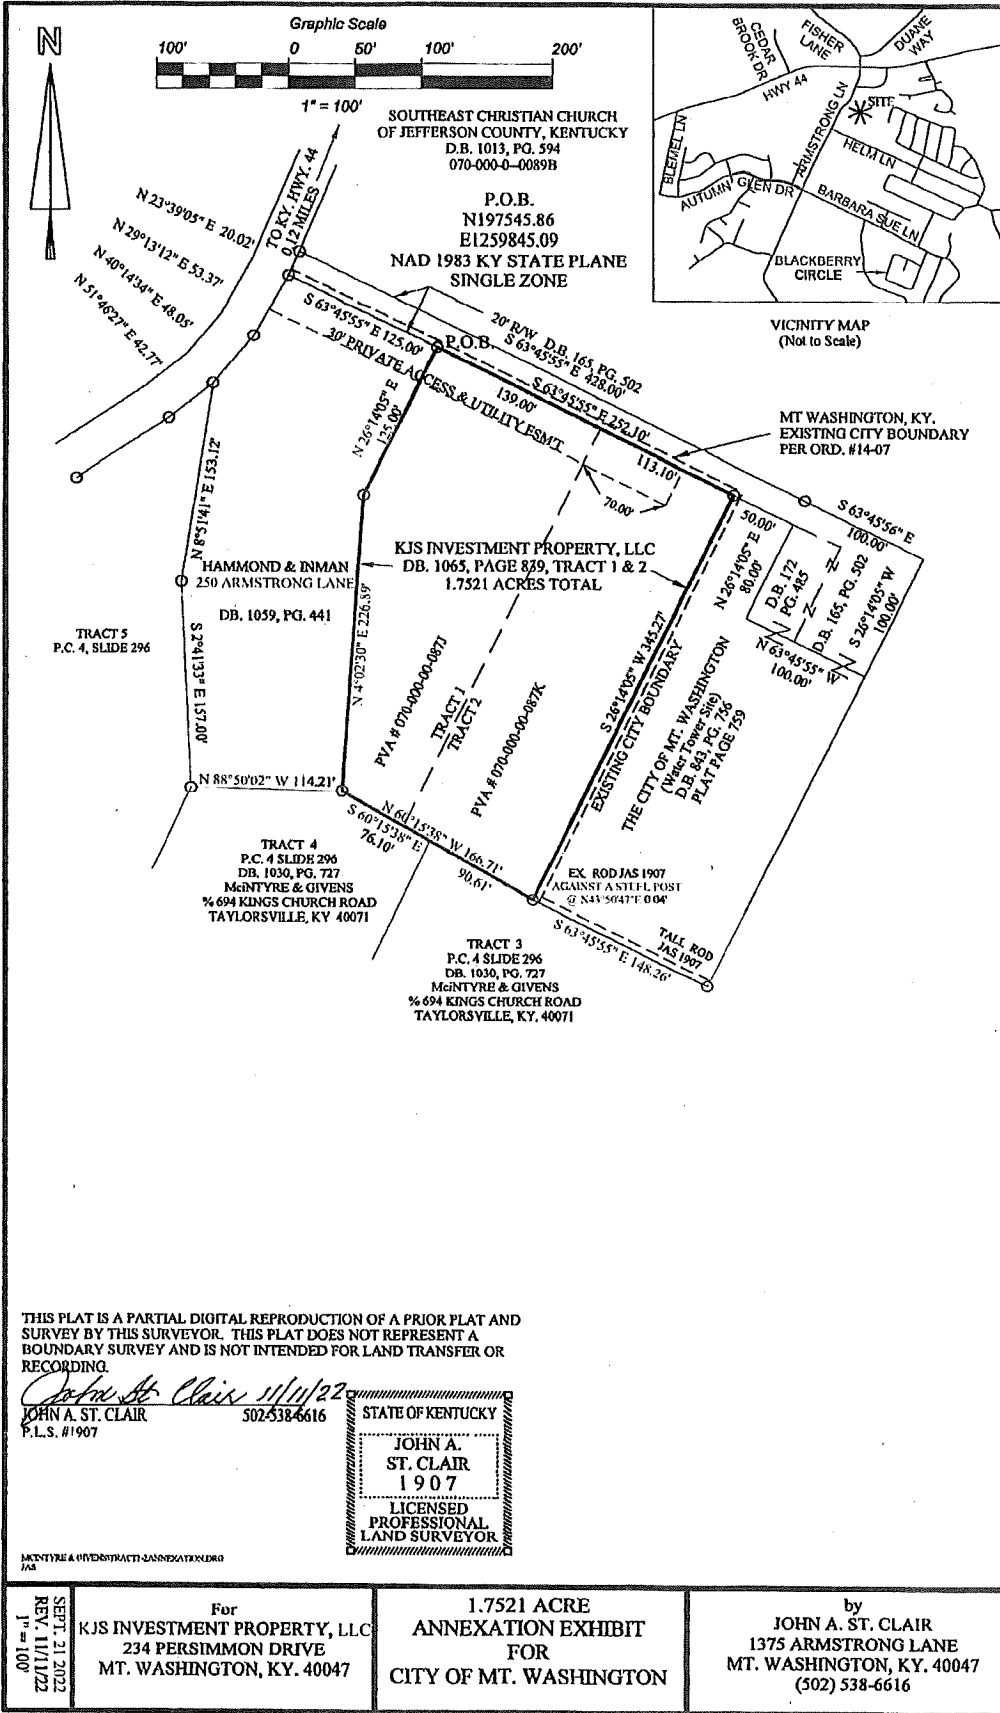 N
Graphic Scale
100' 0 50' 100' 200'
1" = 100'
SOUTHEAST CHRISTIAN CHURCH
OF JEFFERSON COUNTY, KENTUCKY
D.B. 1013, PG. 594
070-000-0--0089B
P.O.B.
N197545.86
E1259845.09
NAD 1983 KY STATE PLANE
SINGLE ZONE
CEDAR
BROOK DR
FISHER
LANE
DUANE
WAY
HWY 44
ARMSTRONG LN
SITE
BLEMEL LN
HELM LN
AUTUMN GLEN DR
BARBARA SUE LN
BLACKBERRY
CIRCLE
VICINITY MAP
(Not to Scale)
TO KY. HWY. 44
0.12 MILES
N 23°39'05" E 20.02'
N 29°13'12" E 53.37'
N 40°14'34" E 48.05'
N 51°46'27" E 42.77'
S 63°45'55" E 125.00'
30' PRIVATE ACCESS & UTILITY ESMT
P.O.B.
20' R/W D.B. 165, PG. 502
S 63°45'55" E 428.00'
S 63°45'55" E 252.10'
139.00'
113.10'
70.00'
MT WASHINGTON, KY.
EXISTING CITY BOUNDARY
PER ORD. #14-07
N 26°14'05" E
125.00'
N 8°51'41" E 153.12'
HAMMOND & INMAN
250 ARMSTRONG LANE
DB. 1059, PG. 441
KJS INVESTMENT PROPERTY, LLC
DB. 1065, PAGE 839, TRACT 1 & 2
1.7521 ACRES TOTAL
S 63°45'56" E
100.00'
50.00'
N 26°14'05" E
80.00'
D.B. 172
PG. 485
D.B. 165, PG. 502
S 26°14'05" W
100.00'
N 63°45'55" W
100.00'
TRACT 5
P.C. 4, SLIDE 296
S 2°41'33" E 157.00'
N 4°02'30" E 226.89'
PVA # 070-000-00-087J
TRACT 1
TRACT 2
PVA # 070-000-00-087K
S 26°14'05" W 345.27'
EXISTING CITY BOUNDARY
THE CITY OF MT. WASHINGTON
(Water Tower Site)
D.B. 843, PG. 756
PLAT PAGE 759
N 88°50'02" W 114.21'
N 60°15'38" W 166.71'
S 60°15'38" E
76.10'
90.61'
TRACT 4
P.C. 4 SLIDE 296
DB. 1030, PG. 727
McINTYRE & GIVENS
% 694 KINGS CHURCH ROAD
TAYLORSVILLE, KY 40071
EX. ROD JAS 1907
AGAINST A STEEL POST
@ N43°50'47"E 0.04'
S 63°45'55" E 148.26'
TALL ROD
JAS 1907
TRACT 3
P.C. 4 SLIDE 296
DB. 1030, PG. 727
McINTYRE & GIVENS
% 694 KINGS CHURCH ROAD
TAYLORSVILLE, KY, 40071
THIS PLAT IS A PARTIAL DIGITAL REPRODUCTION OF A PRIOR PLAT AND
SURVEY BY THIS SURVEYOR. THIS PLAT DOES NOT REPRESENT A
BOUNDARY SURVEY AND IS NOT INTENDED FOR LAND TRANSFER OR
RECORDING.
John St. Clair 11/11/22
JOHN A. ST. CLAIR 502-538-6616
P.L.S. #1907
STATE OF KENTUCKY
JOHN A.
ST. CLAIR
1907
LICENSED
PROFESSIONAL
LAND SURVEYOR
JAS
SEPT. 21 2022
REV. 11/11/22
1" = 100'
For
KJS INVESTMENT PROPERTY, LLC
234 PERSIMMON DRIVE
MT. WASHINGTON, KY. 40047
1.7521 ACRE
ANNEXATION EXHIBIT
FOR
CITY OF MT. WASHINGTON
by
JOHN A. ST. CLAIR
1375 ARMSTRONG LANE
MT. WASHINGTON, KY. 40047
(502) 538-6616